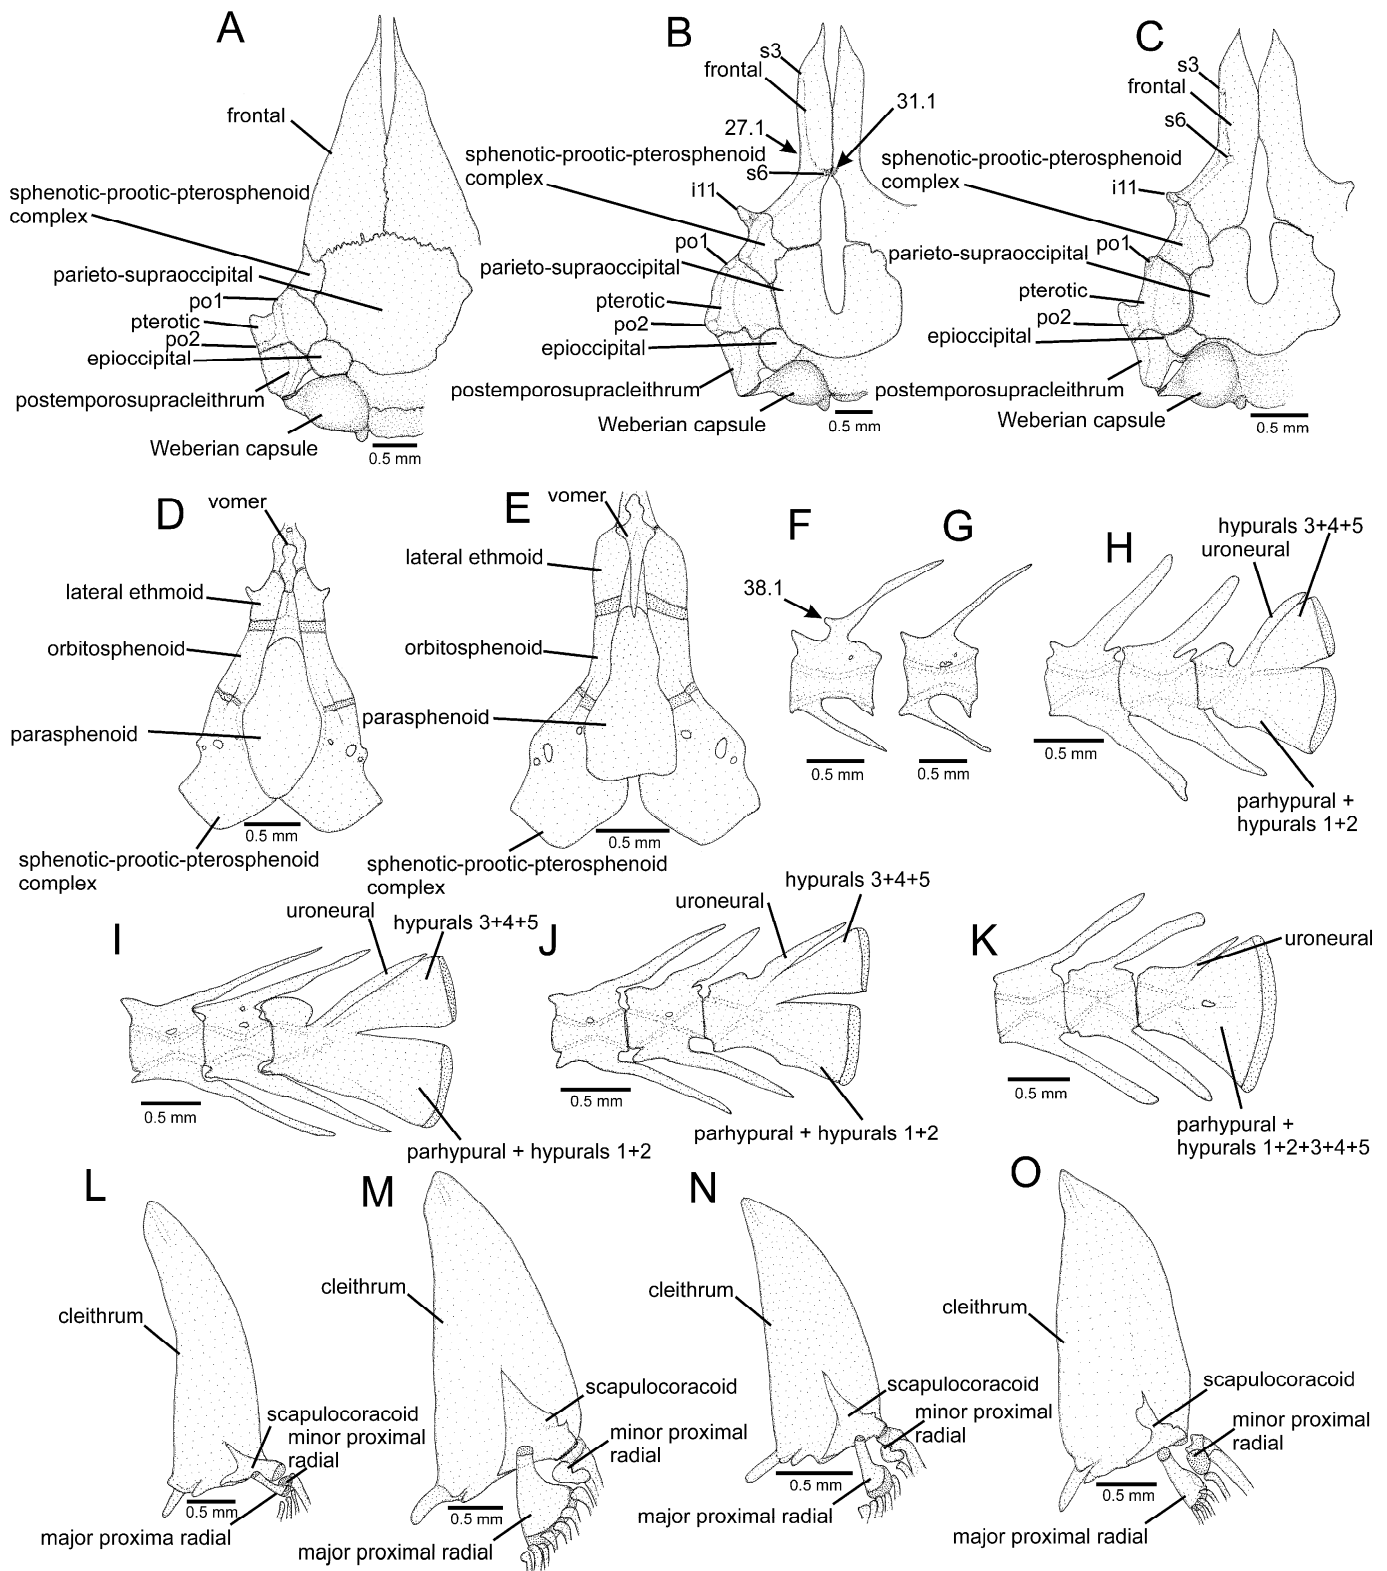 A
frontal
sphenotic-prootic-pterosphenoid
complex
parieto-supraoccipital
po1
pterotic
po2
epioccipital
postemporosupracleithrum
Weberian capsule
0.5 mm
B
s3
frontal
27.1
31.1
sphenotic-prootic-pterosphenoid
complex
s6
i11
po1
parieto-supraoccipital
pterotic
po2
epioccipital
postemporosupracleithrum
Weberian capsule
0.5 mm
C
s3
frontal
s6
sphenotic-prootic-pterosphenoid
complex
i11
po1
parieto-supraoccipital
pterotic
po2
epioccipital
postemporosupracleithrum
Weberian capsule
0.5 mm
D
vomer
lateral ethmoid
orbitosphenoid
parasphenoid
0.5 mm
sphenotic-prootic-pterosphenoid
complex
E
vomer
lateral ethmoid
orbitosphenoid
parasphenoid
0.5 mm
sphenotic-prootic-pterosphenoid
complex
F
38.1
0.5 mm
G
0.5 mm
H
hypurals 3+4+5
uroneural
0.5 mm
parhypural +
hypurals 1+2
I
uroneural
hypurals 3+4+5
0.5 mm
parhypural + hypurals 1+2
J
hypurals 3+4+5
uroneural
0.5 mm
parhypural + hypurals 1+2
K
uroneural
0.5 mm
parhypural +
hypurals 1+2+3+4+5
L
cleithrum
scapulocoracoid
minor proximal
radial
0.5 mm
major proxima radial
M
cleithrum
scapulocoracoid
minor proximal
radial
0.5 mm
major proximal radial
N
cleithrum
scapulocoracoid
minor proximal
radial
0.5 mm
major proximal radial
O
cleithrum
scapulocoracoid
minor proximal
radial
0.5 mm
major proximal radial